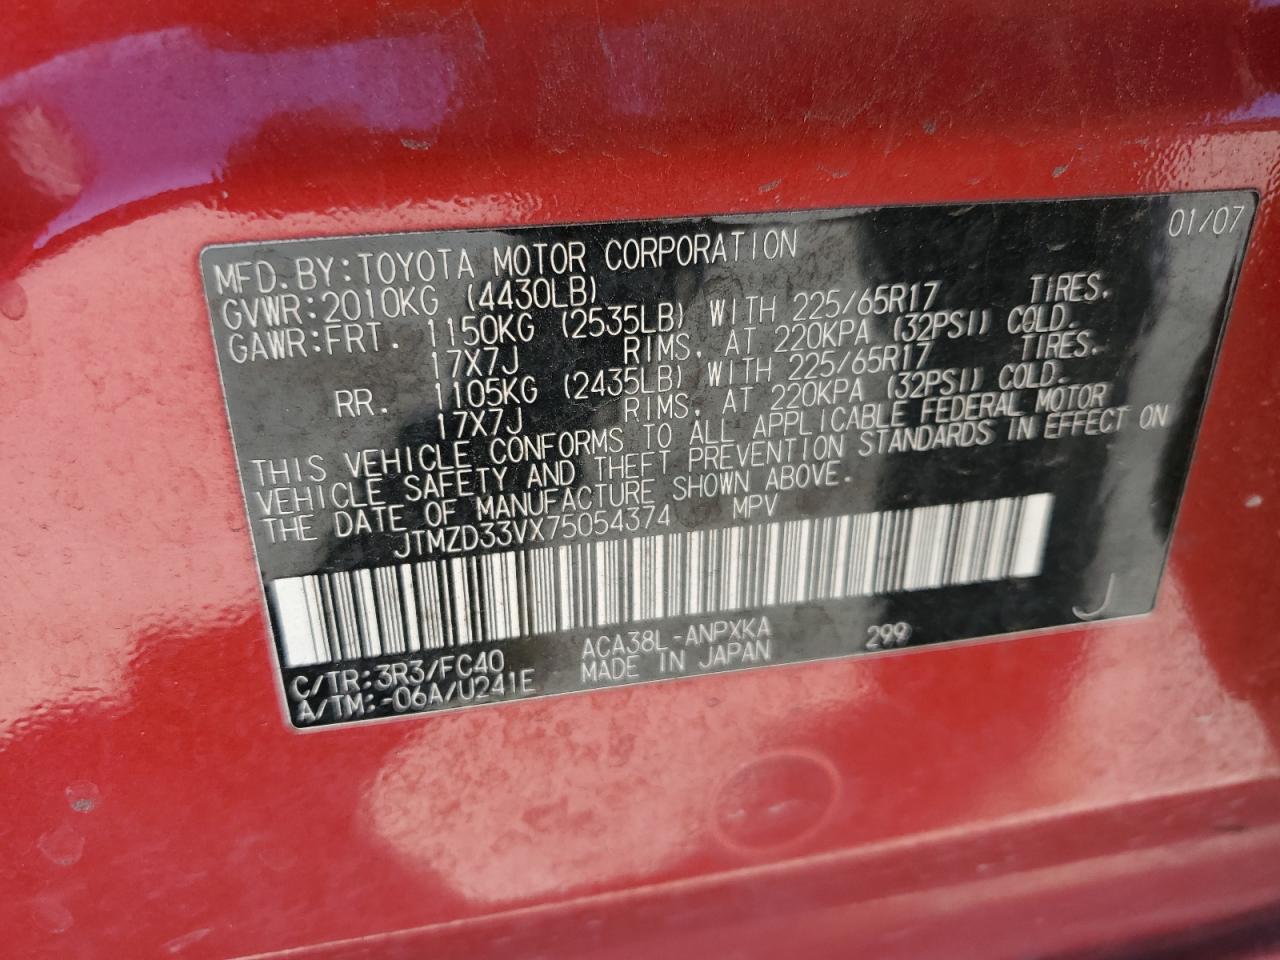 01/07
MFD.BY:TOYOTA MOTOR CORPORATION
GVWR:2010KG (4430LB)
GAWR:FRT. 1150KG (2535LB) WITH 225/65R17 TIRES.
17X7J RIMS, AT 220KPA (32PSI) COLD.
RR. 1105KG (2435LB) WITH 225/65R17 TIRES.
17X7J RIMS, AT 220KPA (32PSI) COLD.
THIS VEHICLE CONFORMS TO ALL APPLICABLE FEDERAL MOTOR
VEHICLE SAFETY AND THEFT PREVENTION STANDARDS IN EFFECT ON
THE DATE OF MANUFACTURE SHOWN ABOVE.
JTMZD33VX75054374 MPV
C/TR:3R3/FC40 ACA38L-ANPXKA 299 J
A/TM:-06A/U241E MADE IN JAPAN